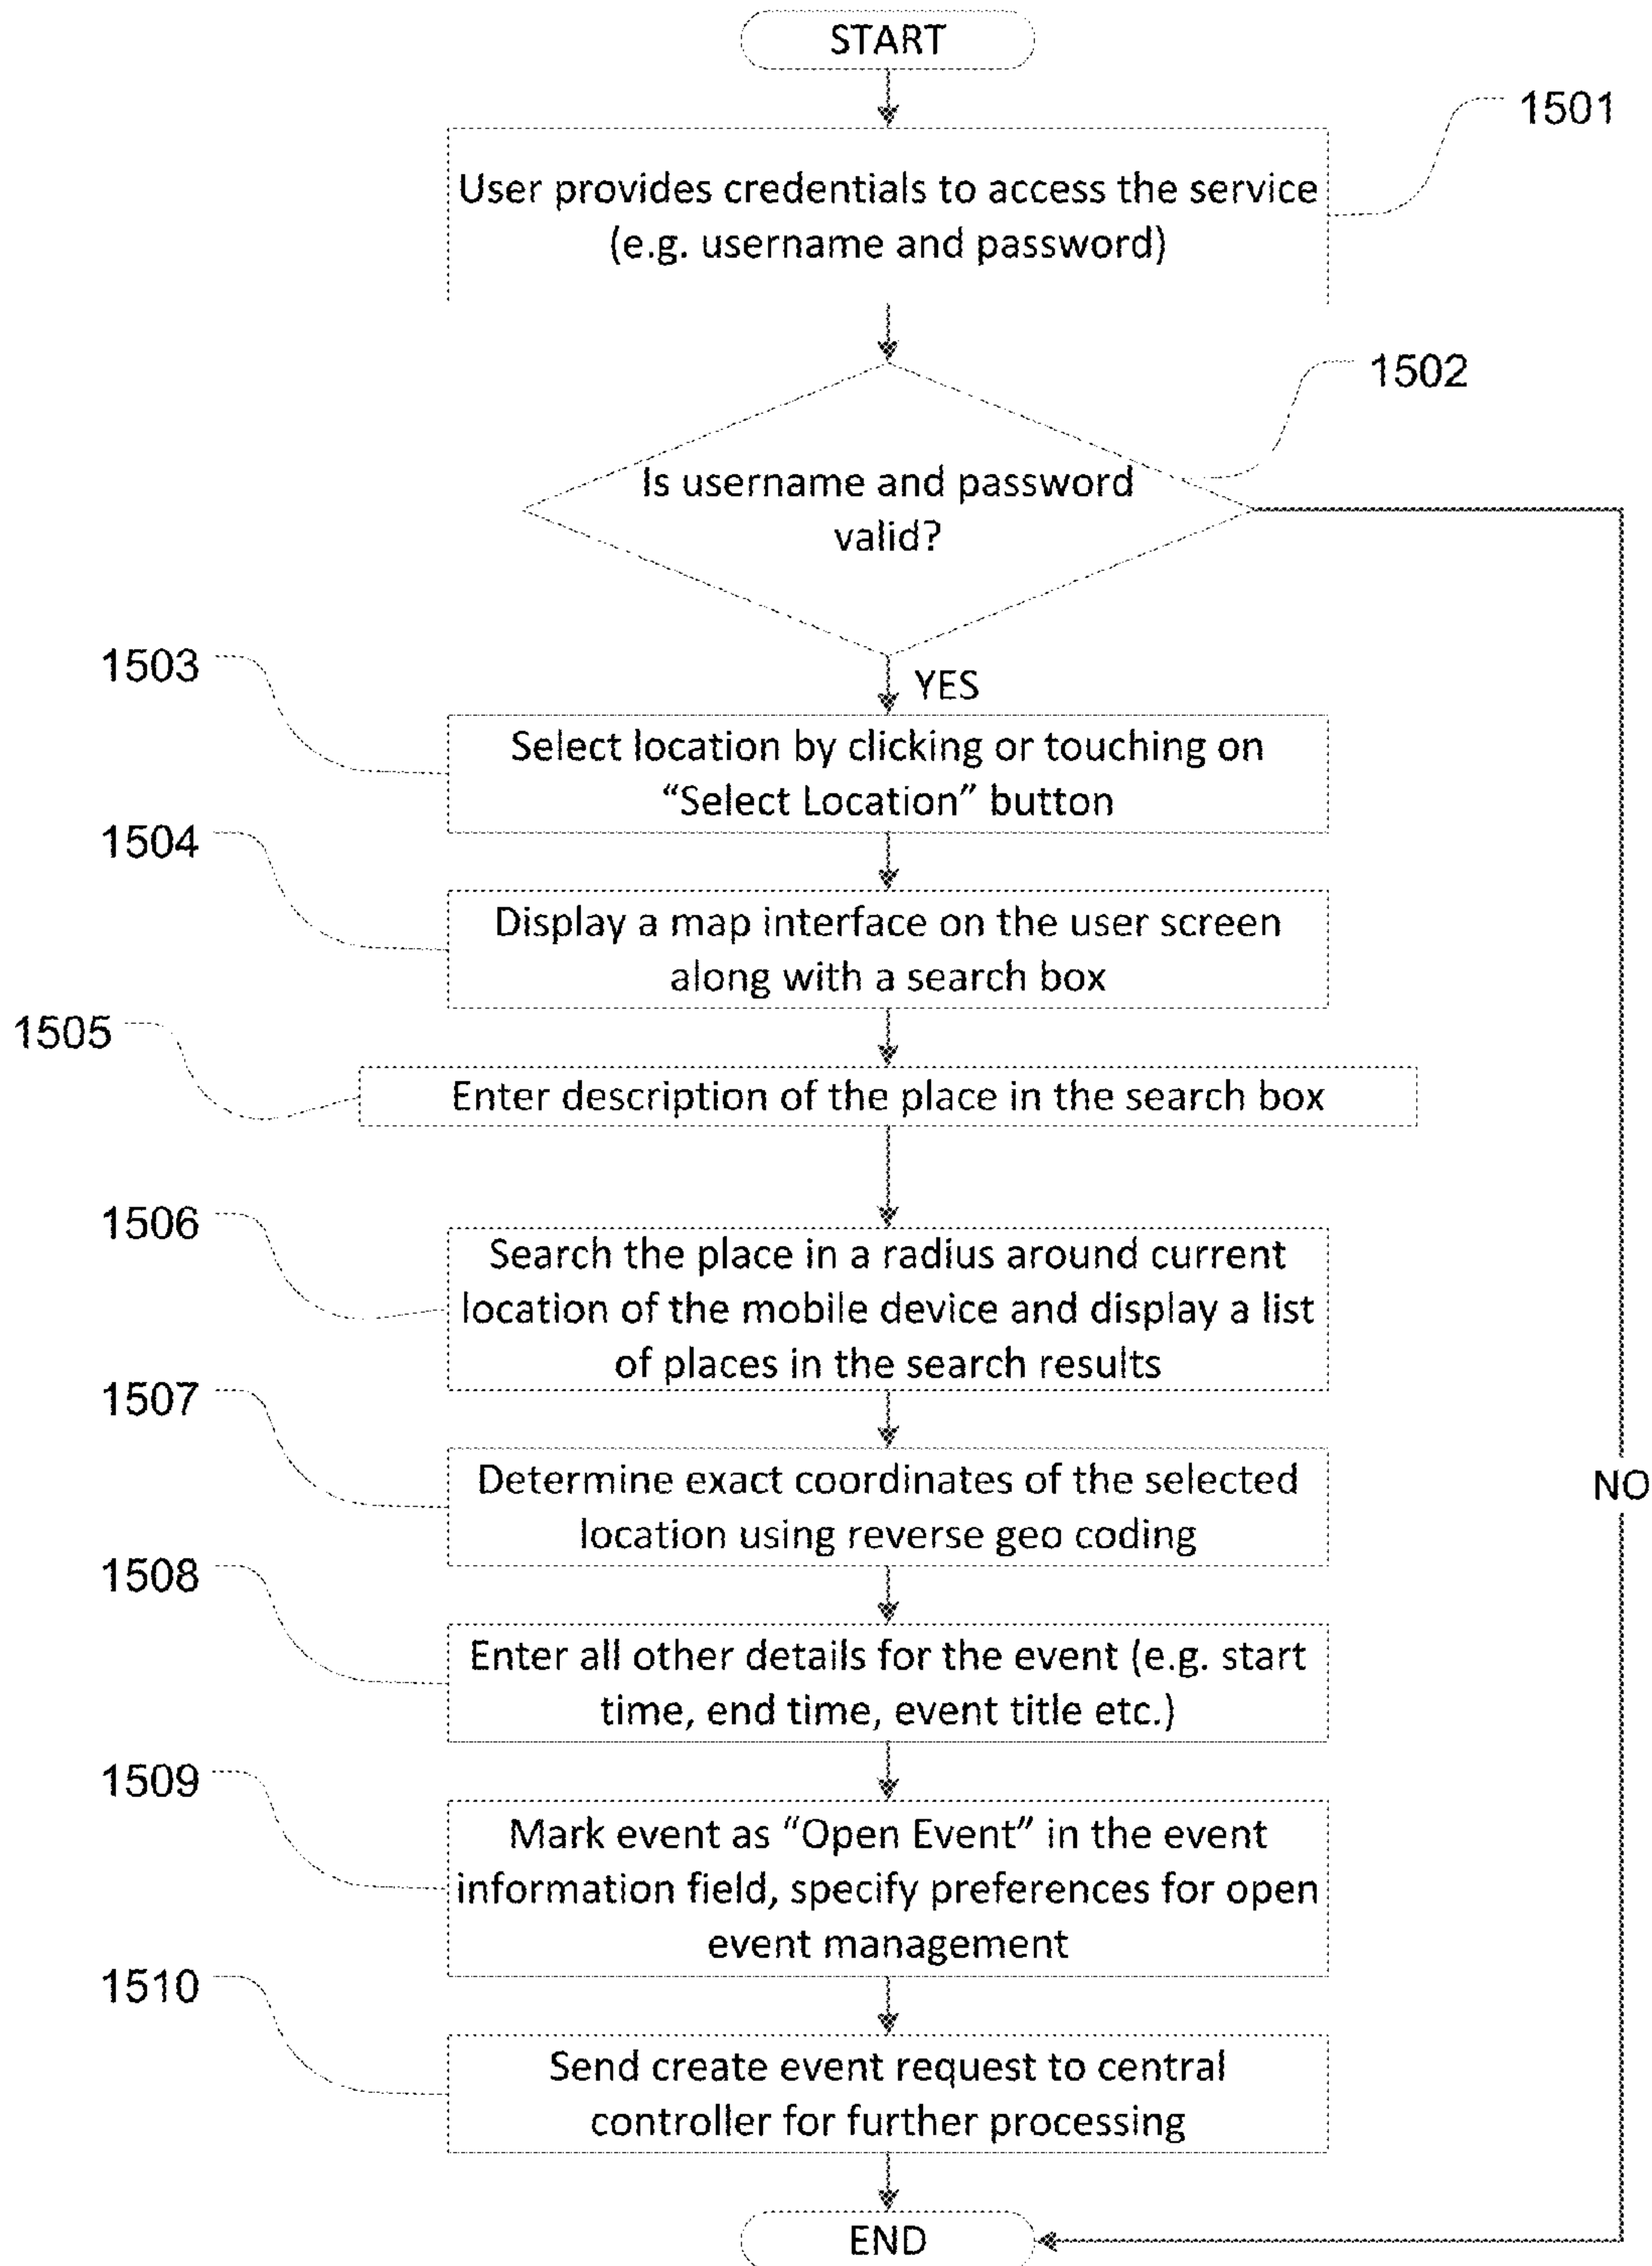 START
1501
User provides credentials to access the service
(e.g. username and password)
1502
Is username and password
valid?
1503
YES
Select location by clicking or touching on
“Select Location” button
1504
Display a map interface on the user screen
along with a search box
1505
Enter description of the place in the search box
1506
Search the place in a radius around current
location of the mobile device and display a list
of places in the search results
1507
Determine exact coordinates of the selected
location using reverse geo coding
NO
1508
Enter all other details for the event (e.g. start
time, end time, event title etc.)
1509
Mark event as “Open Event” in the event
information field, specify preferences for open
event management
1510
Send create event request to central
controller for further processing
END